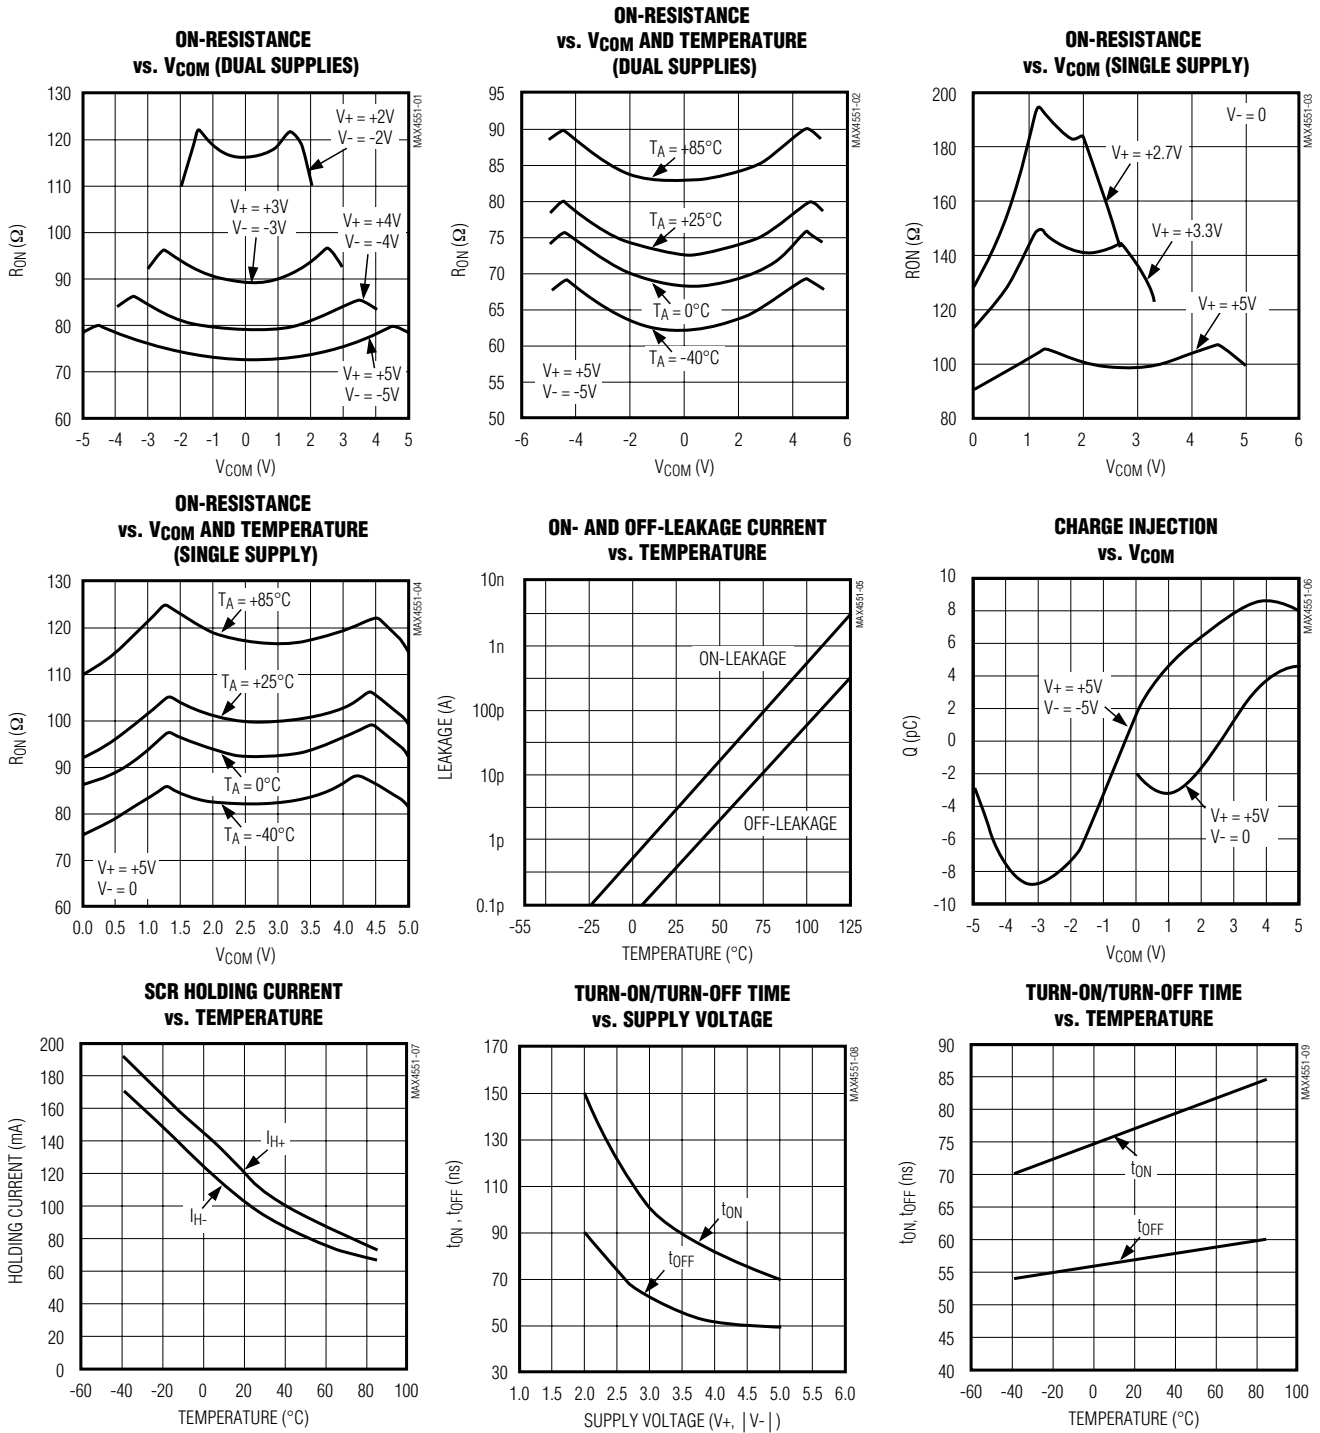 ON-RESISTANCE
vs. VCOM (DUAL SUPPLIES)
130
120
110
100
90
80
70
60
RON (Ω)
-5 -4 -3 -2 -1 0 1 2 3 4 5
VCOM (V)
V+ = +2V
V- = -2V
V+ = +3V
V- = -3V
V+ = +4V
V- = -4V
V+ = +5V
V- = -5V
MAX4551-01
ON-RESISTANCE
vs. VCOM AND TEMPERATURE
(DUAL SUPPLIES)
95
90
85
80
75
70
65
60
55
50
RON (Ω)
-6 -4 -2 0 2 4 6
VCOM (V)
TA = +85°C
TA = +25°C
TA = 0°C
TA = -40°C
V+ = +5V
V- = -5V
MAX4551-02
ON-RESISTANCE
vs. VCOM (SINGLE SUPPLY)
200
180
160
140
120
100
80
RON (Ω)
0 1 2 3 4 5 6
VCOM (V)
V- = 0
V+ = +2.7V
V+ = +3.3V
V+ = +5V
MAX4551-03
ON-RESISTANCE
vs. VCOM AND TEMPERATURE
(SINGLE SUPPLY)
130
120
110
100
90
80
70
60
RON (Ω)
0.0 0.5 1.0 1.5 2.0 2.5 3.0 3.5 4.0 4.5 5.0
VCOM (V)
TA = +85°C
TA = +25°C
TA = 0°C
TA = -40°C
V+ = +5V
V- = 0
MAX4551-04
ON- AND OFF-LEAKAGE CURRENT
vs. TEMPERATURE
10n
1n
100p
10p
1p
0.1p
LEAKAGE (A)
-55 -25 0 25 50 75 100 125
TEMPERATURE (°C)
ON-LEAKAGE
OFF-LEAKAGE
MAX4551-05
CHARGE INJECTION
vs. VCOM
10
8
6
4
2
0
-2
-4
-6
-8
-10
Q (pC)
-5 -4 -3 -2 -1 0 1 2 3 4 5
VCOM (V)
V+ = +5V
V- = -5V
V+ = +5V
V- = 0
MAX4551-06
SCR HOLDING CURRENT
vs. TEMPERATURE
200
180
160
140
120
100
80
60
40
20
0
HOLDING CURRENT (mA)
-60 -40 -20 0 20 40 60 80 100
TEMPERATURE (°C)
IH+
IH-
MAX4551-07
TURN-ON/TURN-OFF TIME
vs. SUPPLY VOLTAGE
170
150
130
110
90
70
50
30
tON , tOFF (ns)
1.0 1.5 2.0 2.5 3.0 3.5 4.0 4.5 5.0 5.5 6.0
SUPPLY VOLTAGE (V+, |V-|)
tON
tOFF
MAX4551-08
TURN-ON/TURN-OFF TIME
vs. TEMPERATURE
90
85
80
75
70
65
60
55
50
45
40
tON, tOFF (ns)
-60 -40 -20 0 20 40 60 80 100
TEMPERATURE (°C)
tON
tOFF
MAX4551-09